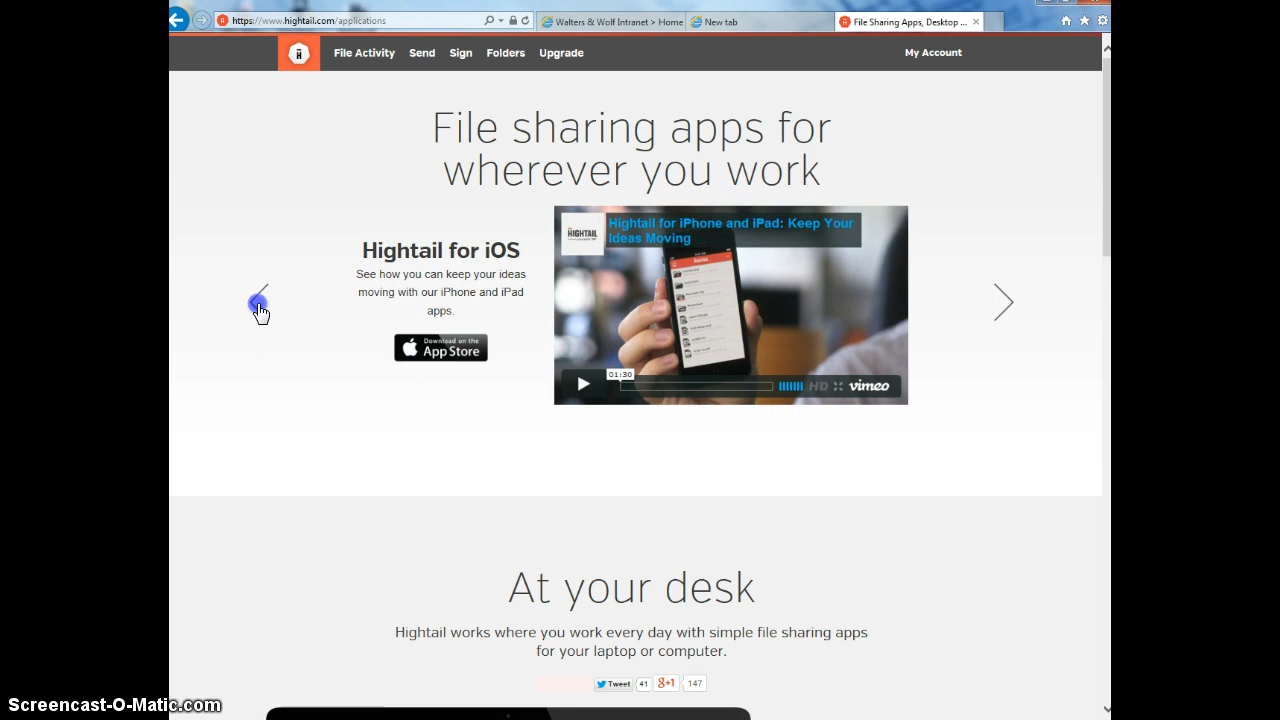 https://www.hightail.com/applications
Walters & Wolf Intranet > Home
New tab
File Sharing Apps, Desktop ...
File Activity
Send
Sign
Folders
Upgrade
My Account
File sharing apps for
wherever you work
Hightail for iOS
See how you can keep your ideas
moving with our iPhone and iPad
apps.
Download on the
App Store
HIGHTAIL
Hightail for iPhone and iPad: Keep Your
Ideas Moving
01:30
HD
vimeo
At your desk
Hightail works where you work every day with simple file sharing apps
for your laptop or computer.
Tweet
41
g+1
147
Screencast-O-Matic.com